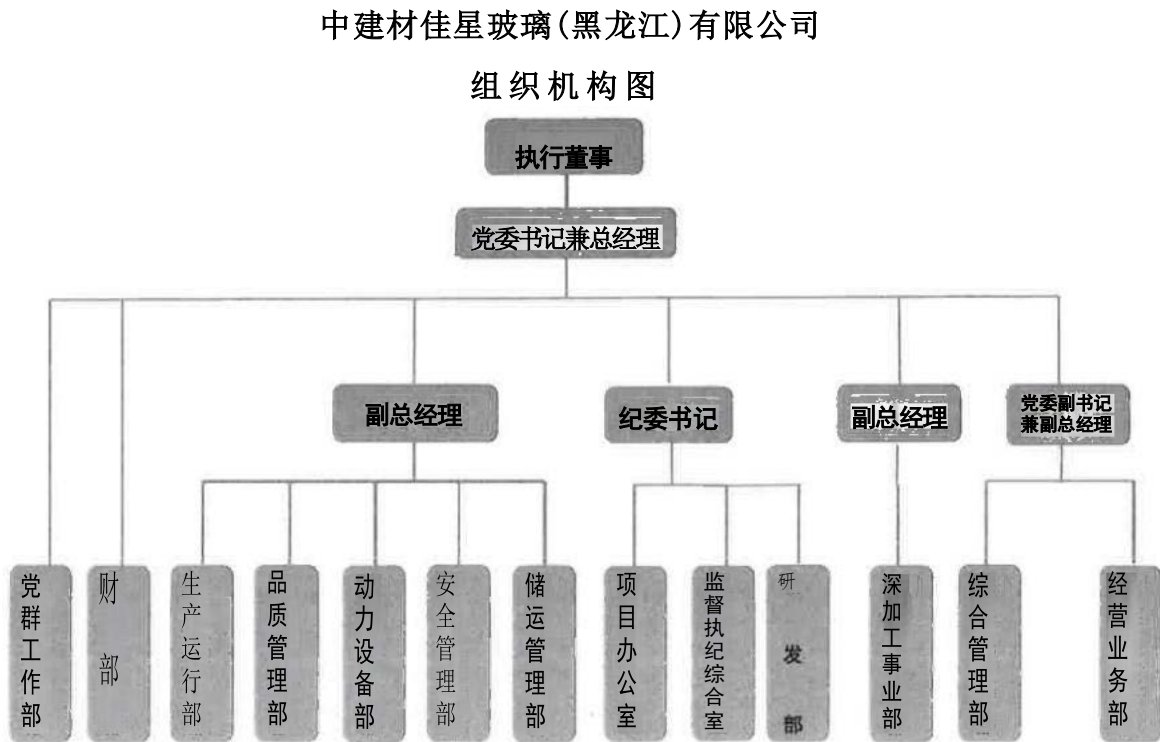 中建材佳星玻璃(黑龙江)有限公司
组织机构图
执行董事
党委书记兼总经理
副总经理
纪委书记
副总经理
党委副书记
兼副总经理
党群工作部
财部
生产运行部
品质管理部
动力设备部
安全管理部
储运管理部
项目办公室
监督执纪综合室
研发部
深加工事业部
综合管理部
经营业务部